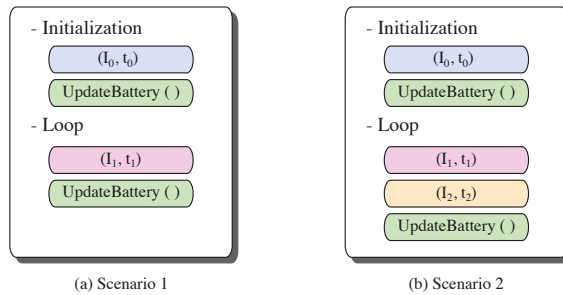 - Initialization
(I₀, t₀)
UpdateBattery ( )
- Loop
(I₁, t₁)
UpdateBattery ( )
(a) Scenario 1
- Initialization
(I₀, t₀)
UpdateBattery ( )
- Loop
(I₁, t₁)
(I₂, t₂)
UpdateBattery ( )
(b) Scenario 2